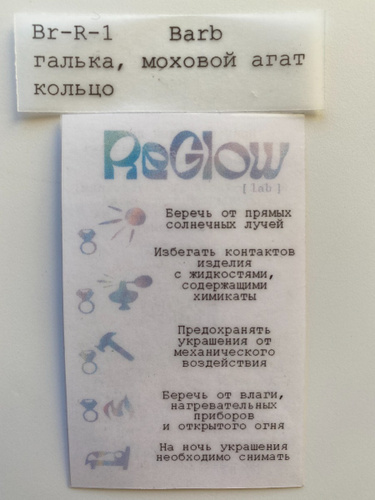 Br-R-1 Barb
галька, моховой агат
кольцо
ReGlow
[lab]
Беречь от прямых
солнечных лучей
Избегать контактов
изделия
с жидкостями,
содержащими
химикаты
Предохранять
украшения от
механического
воздействия
Беречь от влаги,
нагревательных
приборов
и открытого огня
На ночь украшения
необходимо снимать